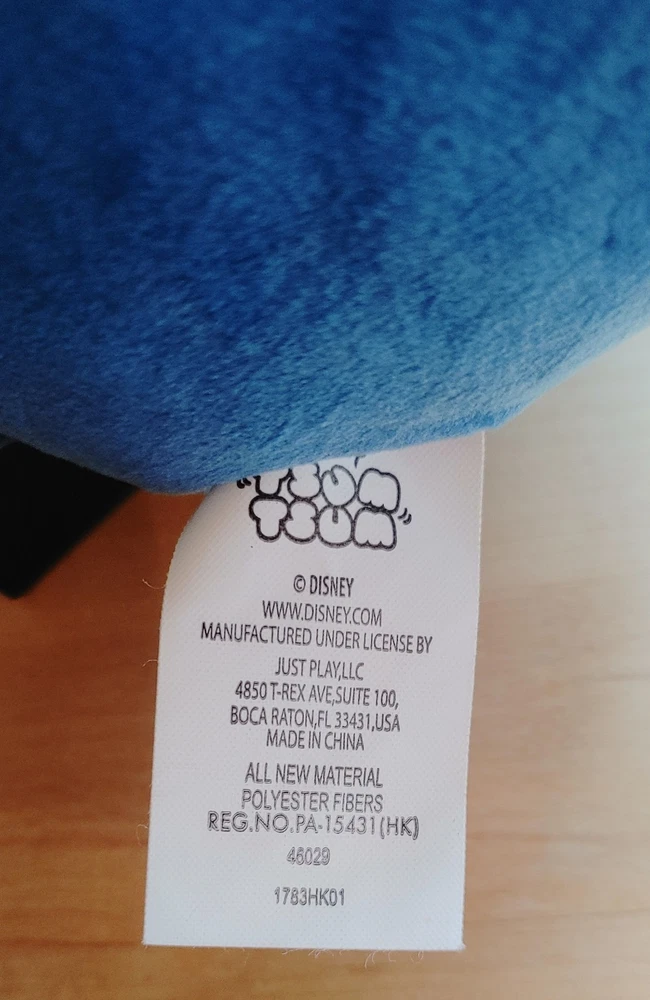 TSUM
TSUM
© DISNEY
WWW.DISNEY.COM
MANUFACTURED UNDER LICENSE BY
JUST PLAY,LLC
4850 T-REX AVE,SUITE 100,
BOCA RATON,FL 33431,USA
MADE IN CHINA
ALL NEW MATERIAL
POLYESTER FIBERS
REG.NO.PA-15431(HK)
46029
1783HK01